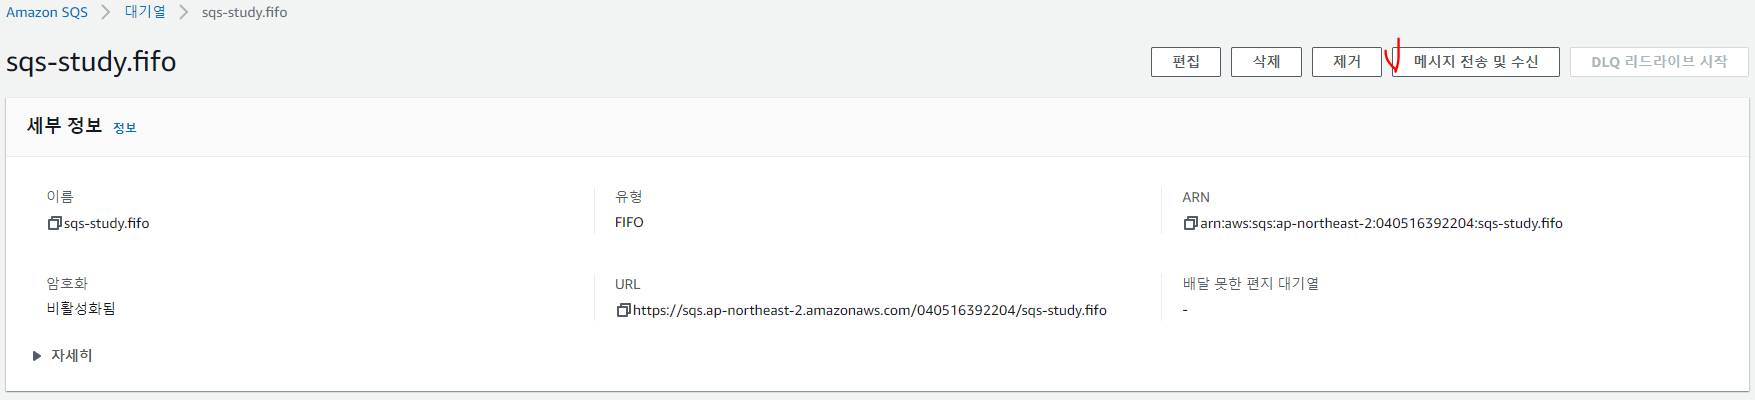 Amazon SQS > 대기열 > sqs-study.fifo
sqs-study.fifo
편집 삭제 제거 메시지 전송 및 수신 DLQ 리드라이브 시작
세부 정보 정보
이름 유형 ARN
sqs-study.fifo FIFO arn:aws:sqs:ap-northeast-2:040516392204:sqs-study.fifo
암호화 URL 배달 못한 편지 대기열
비활성화됨 https://sqs.ap-northeast-2.amazonaws.com/040516392204/sqs-study.fifo -
자세히